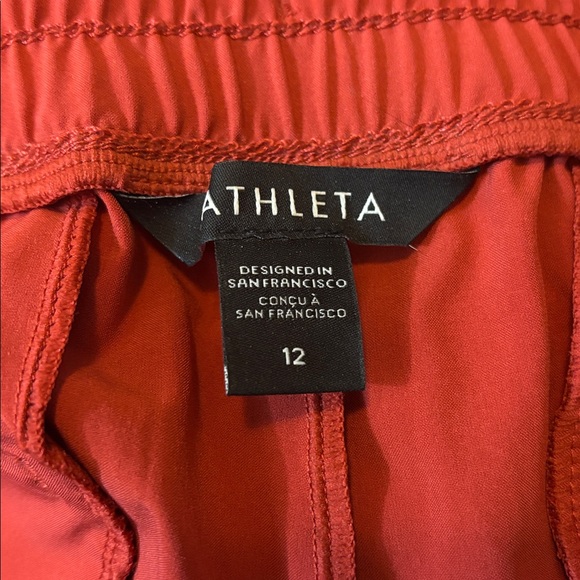 ATHLETA
DESIGNED IN
SAN FRANCISCO
CONÇU À
SAN FRANCISCO
12